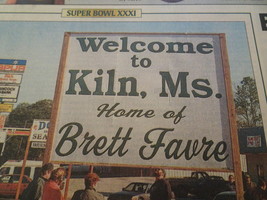 SUPER BOWL XXXI
Welcome
to
Kiln, Ms.
Home of
Brett Favre